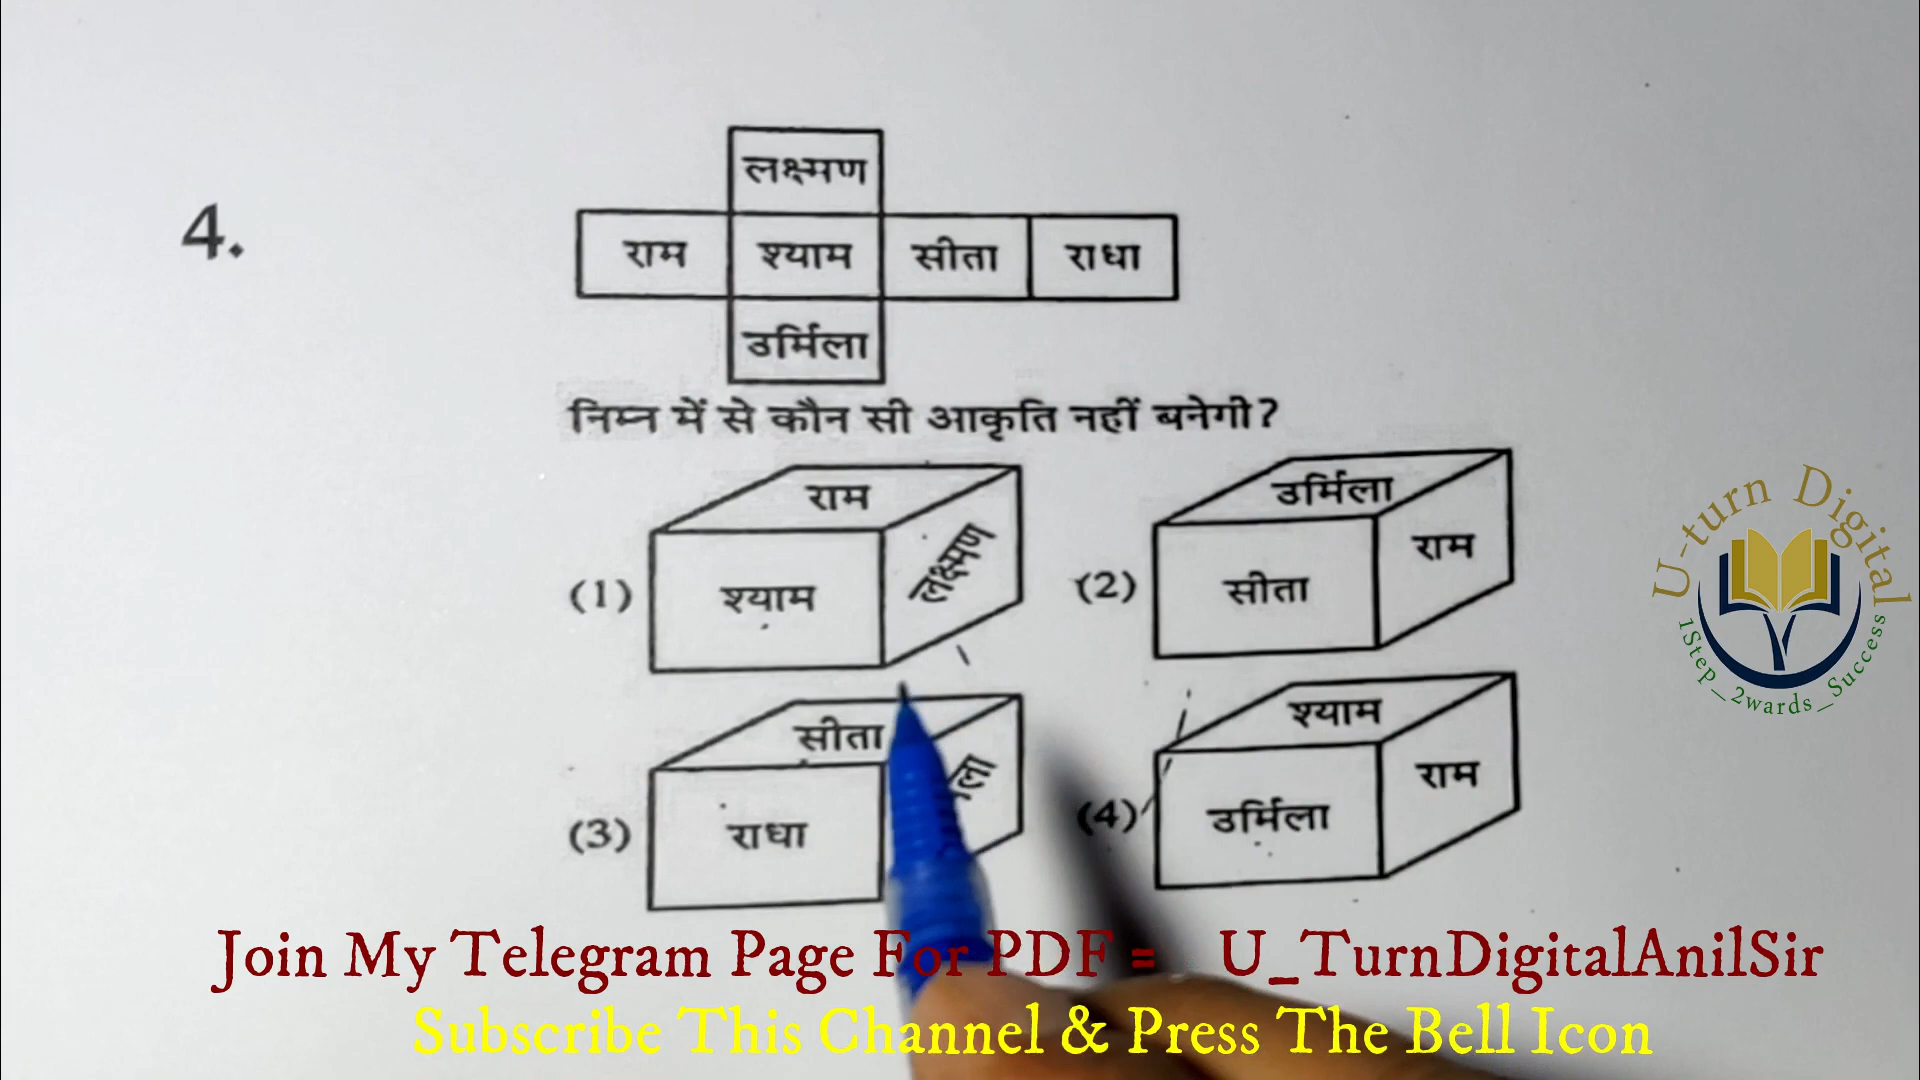 4.
लक्ष्मण
राम श्याम सीता राधा
उर्मिला
निम्न में से कौन सी आकृति नहीं बनेगी?
राम
(1) श्याम लक्ष्मण
उर्मिला
(2) सीता राम
सीता
(3) राधा
श्याम
(4) उर्मिला राम
U-turn Digital
1Step_2wards_Success
Join My Telegram Page For PDF = U_TurnDigitalAnilSir
Subscribe This Channel & Press The Bell Icon